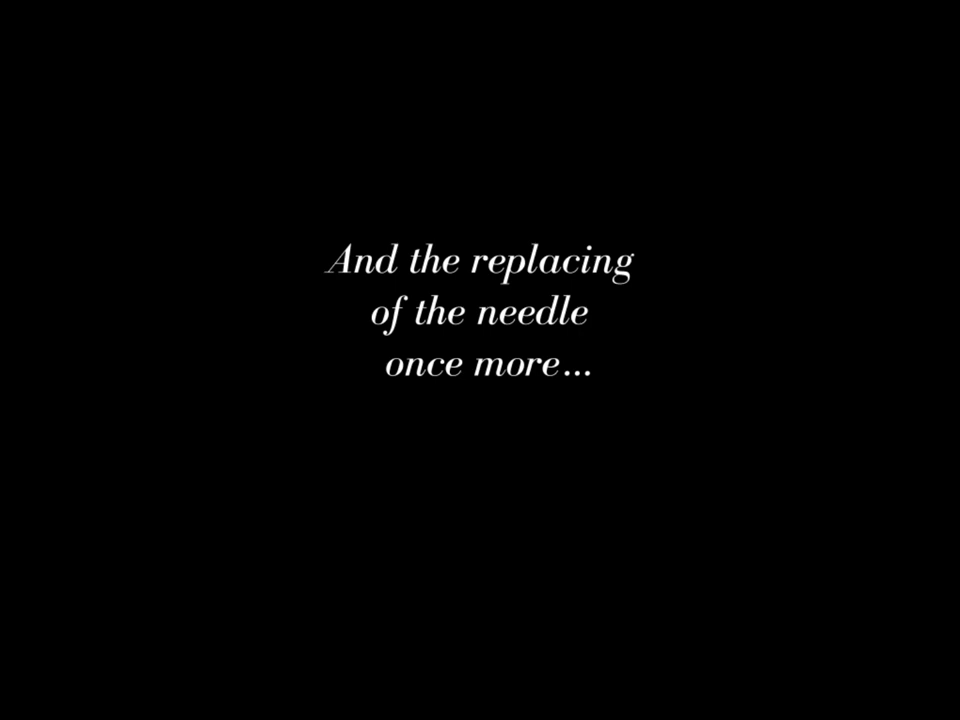 And the replacing
of the needle
once more...